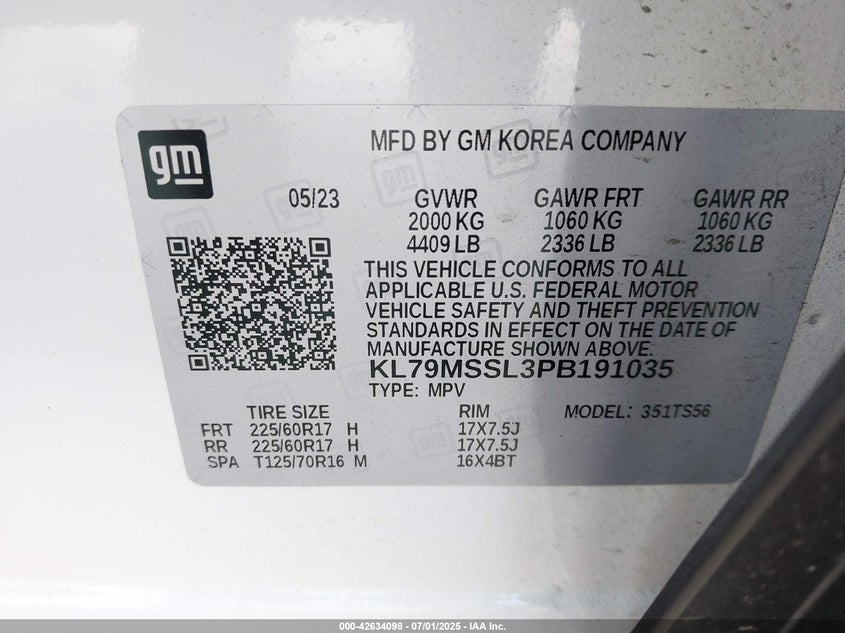 gm
MFD BY GM KOREA COMPANY
05/23 GVWR GAWR FRT GAWR RR
2000 KG 1060 KG 1060 KG
4409 LB 2336 LB 2336 LB
THIS VEHICLE CONFORMS TO ALL
APPLICABLE U.S. FEDERAL MOTOR
VEHICLE SAFETY AND THEFT PREVENTION
STANDARDS IN EFFECT ON THE DATE OF
MANUFACTURE SHOWN ABOVE.
KL79MSSL3PB191035
TYPE: MPV
TIRE SIZE RIM MODEL: 351TS56
FRT 225/60R17 H 17X7.5J
RR 225/60R17 H 17X7.5J
SPA T125/70R16 M 16X4BT
000-42634098 - 07/01/2025 - IAA Inc.